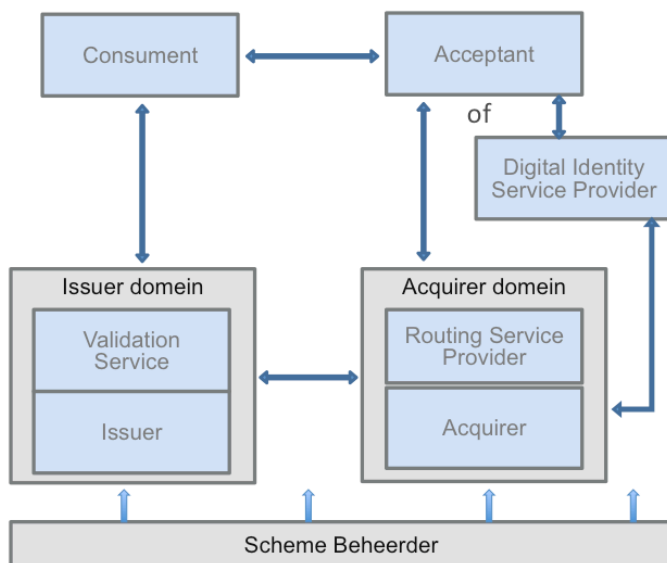 Consument
Acceptant
of
Digital Identity
Service Provider
Issuer domein
Acquirer domein
Validation
Service
Routing Service
Provider
Issuer
Acquirer
Scheme Beheerder